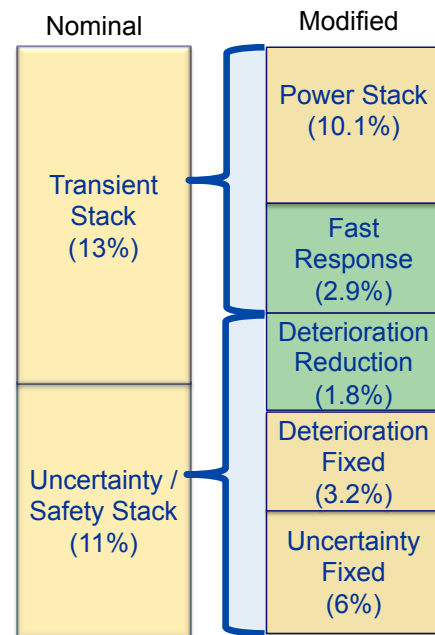 Nominal
Modified
Transient
Stack
(13%)
Uncertainty /
Safety Stack
(11%)
Power Stack
(10.1%)
Fast
Response
(2.9%)
Deterioration
Reduction
(1.8%)
Deterioration
Fixed
(3.2%)
Uncertainty
Fixed
(6%)